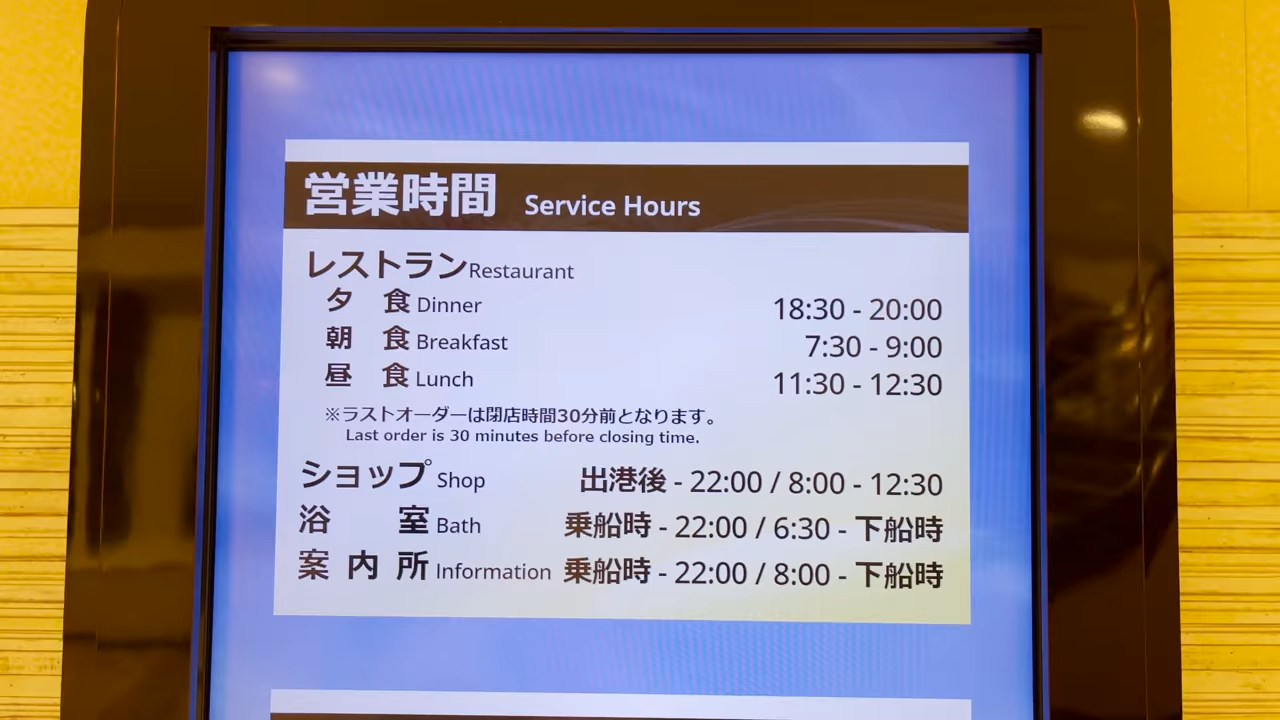 営業時間 Service Hours
レストラン Restaurant
夕 食 Dinner 18:30 - 20:00
朝 食 Breakfast 7:30 - 9:00
昼 食 Lunch 11:30 - 12:30
※ラストオーダーは閉店時間30分前となります。
Last order is 30 minutes before closing time.
ショップ Shop 出港後 - 22:00 / 8:00 - 12:30
浴 室 Bath 乗船時 - 22:00 / 6:30 - 下船時
案 内 所 Information 乗船時 - 22:00 / 8:00 - 下船時